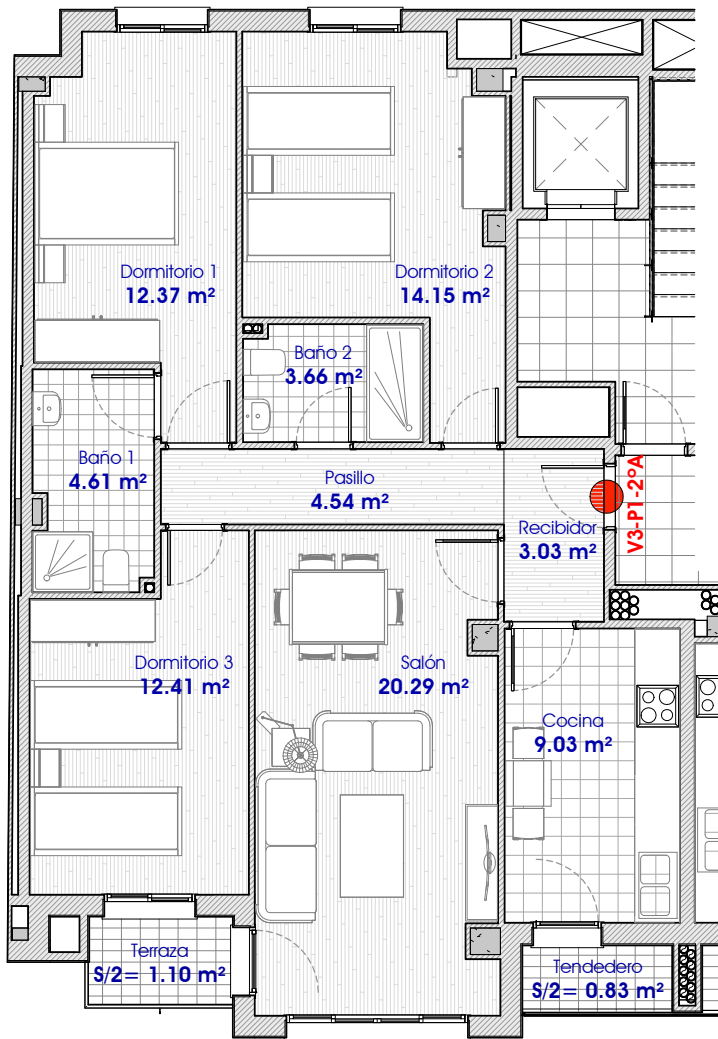 Dormitorio 1
12.37 m²
Dormitorio 2
14.15 m²
Baño 2
3.66 m²
Baño 1
4.61 m²
Pasillo
4.54 m²
V3-P1-2ºA
Recibidor
3.03 m²
Dormitorio 3
12.41 m²
Salón
20.29 m²
Cocina
9.03 m²
Terraza
S/2= 1.10 m²
Tendedero
S/2= 0.83 m²